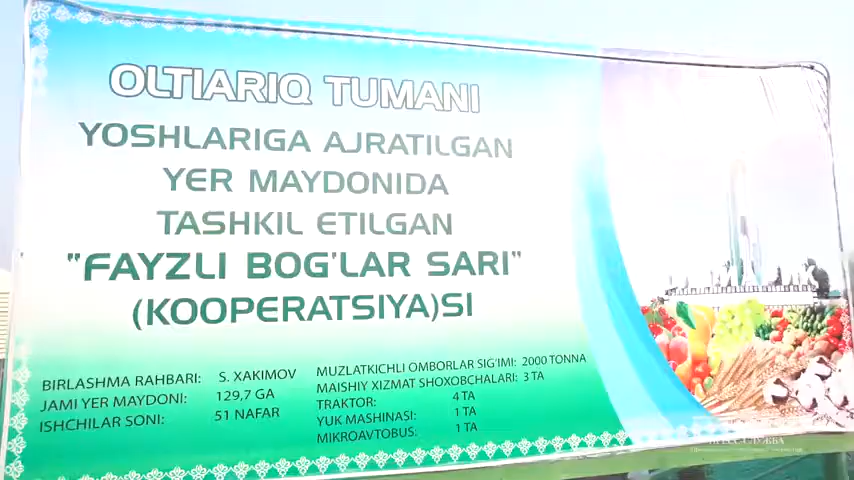 OLTIARIQ TUMANI
YOSHLARIGA AJRATILGAN
YER MAYDONIDA
TASHKIL ETILGAN
"FAYZLI BOG'LAR SARI"
(KOOPERATSIYA)SI
BIRLASHMA RAHBARI: S. XAKIMOV
JAMI YER MAYDONI: 129,7 GA
ISHCHILAR SONI: 51 NAFAR
MUZLATKICHLI OMBORLAR SIG'IMI: 2000 TONNA
MAISHIY XIZMAT SHOXOBCHALARI: 3 TA
TRAKTOR: 4 TA
YUK MASHINASI: 1 TA
MIKROAVTOBUS: 1 TA